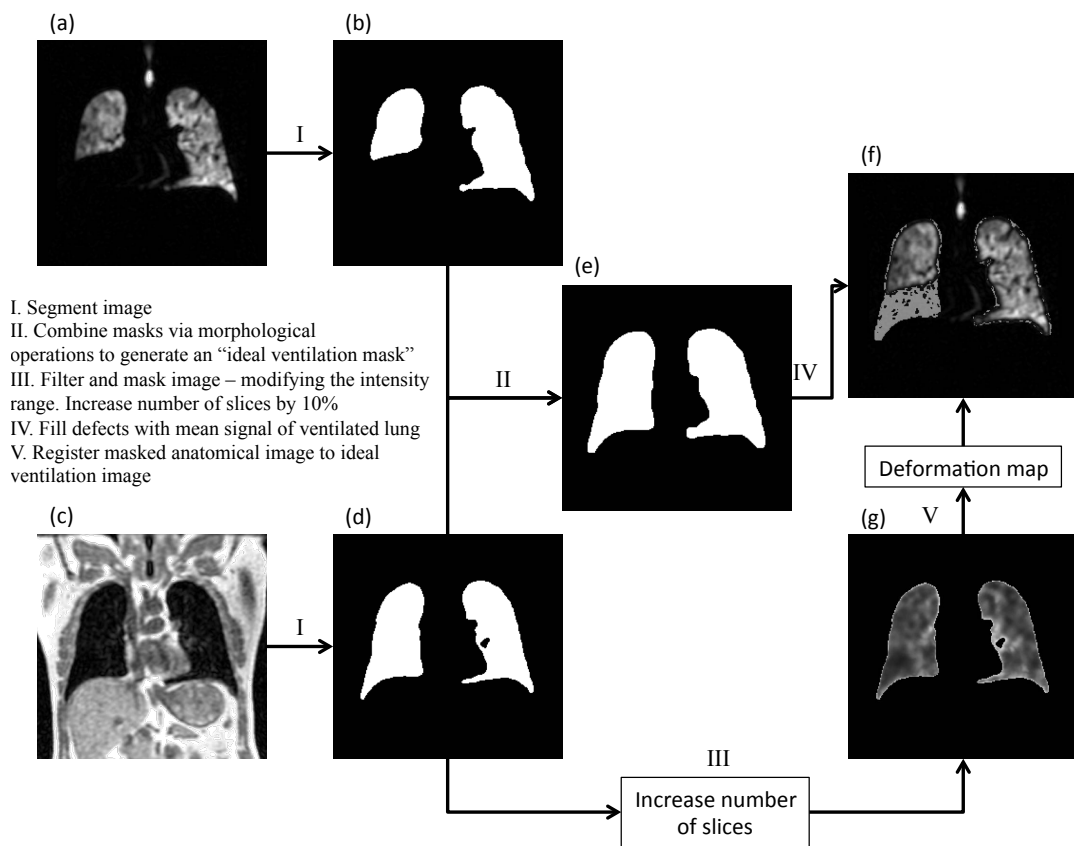 (a)
(b)
I
(f)
(e)
I. Segment image
II. Combine masks via morphological
operations to generate an “ideal ventilation mask”
III. Filter and mask image – modifying the intensity
range. Increase number of slices by 10%
IV. Fill defects with mean signal of ventilated lung
V. Register masked anatomical image to ideal
ventilation image
II
IV
Deformation map
(c)
(d)
V
(g)
I
III
Increase number
of slices